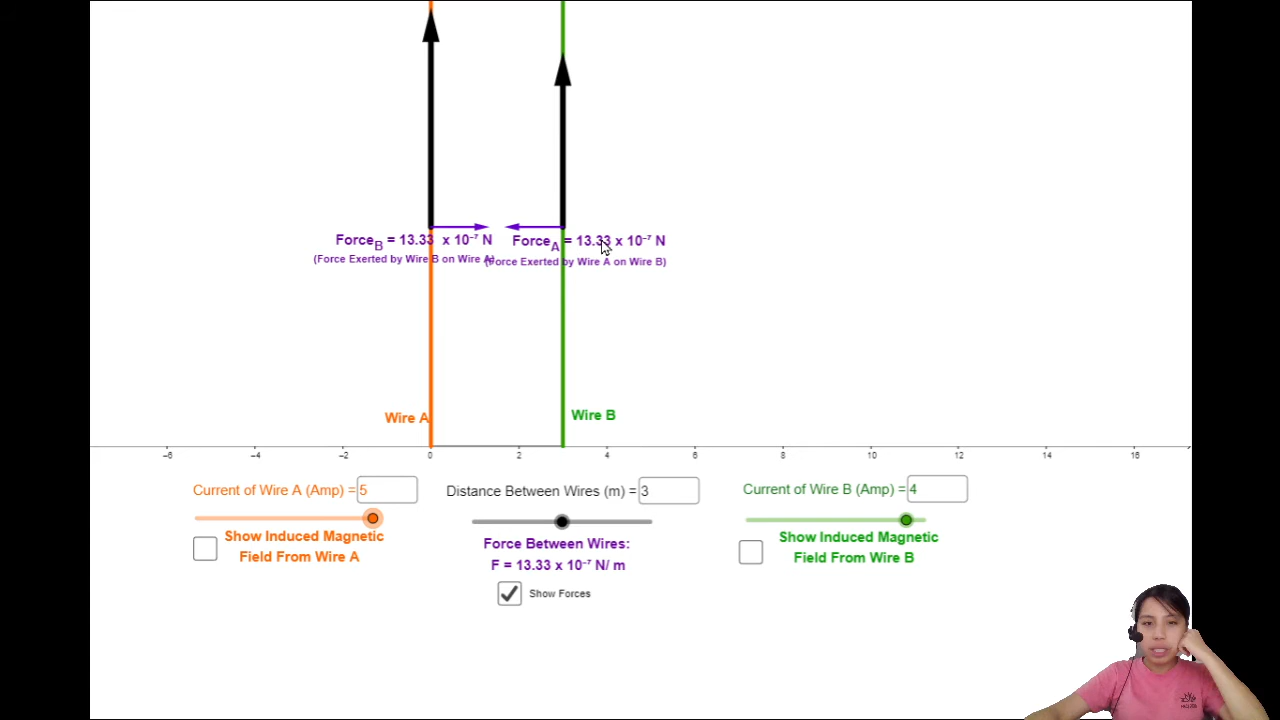 Force_B = 13.33 x 10⁻⁷ N
(Force Exerted by Wire B on Wire A)
Force_A = 13.33 x 10⁻⁷ N
(Force Exerted by Wire A on Wire B)
Wire A
Wire B
−6 −4 −2 0 2 4 6 8 10 12 14 16
Current of Wire A (Amp) = 5
Show Induced Magnetic
Field From Wire A
Distance Between Wires (m) = 3
Force Between Wires:
F = 13.33 x 10⁻⁷ N/ m
Show Forces
Current of Wire B (Amp) = 4
Show Induced Magnetic
Field From Wire B